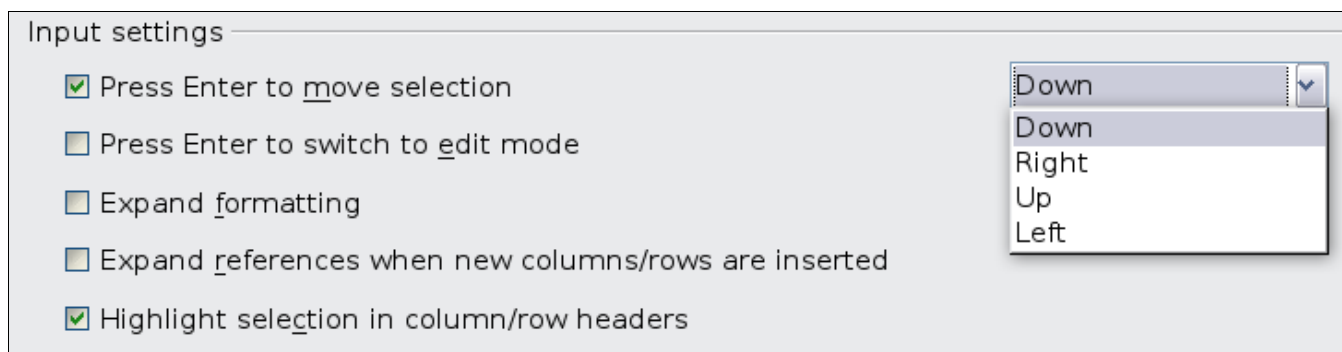 Input settings
Press Enter to move selection
Down
Down
Press Enter to switch to edit mode
Right
Up
Expand formatting
Left
Expand references when new columns/rows are inserted
Highlight selection in column/row headers